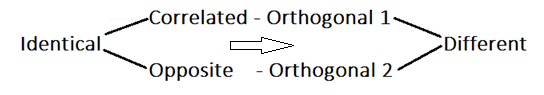 Correlated - Orthogonal 1
Identical Different
Opposite - Orthogonal 2